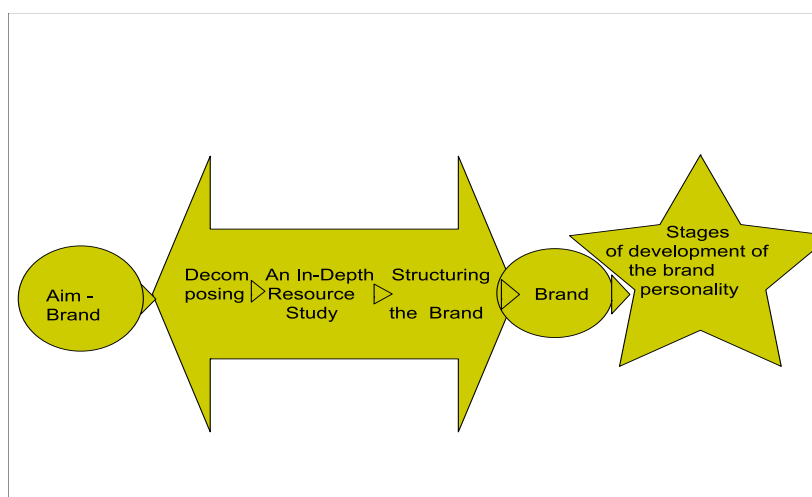 Aim -
Brand
Decom
posing
An In-Depth
Resource
Study
Structuring
the Brand
Brand
Stages
of development of
the brand
personality